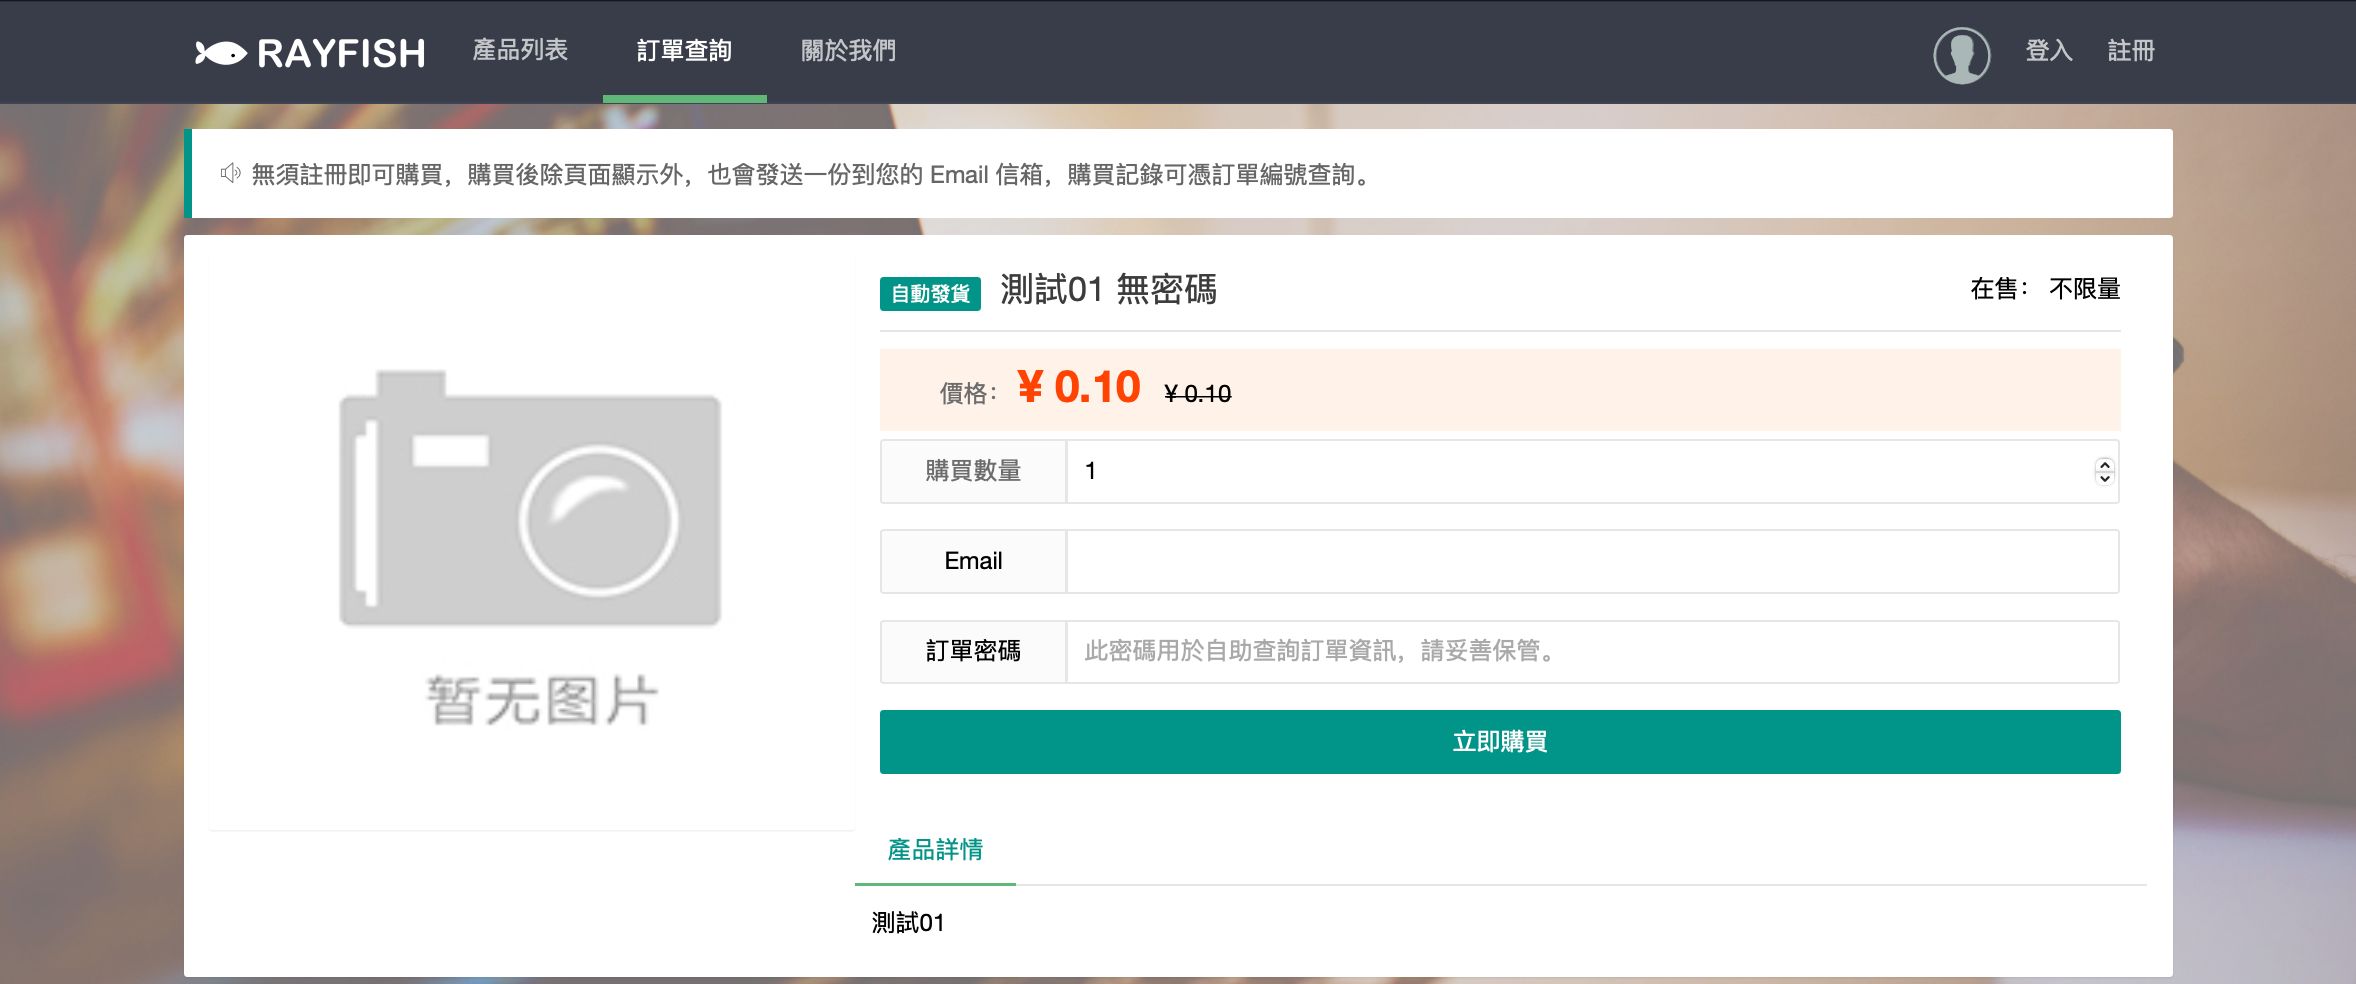 RAYFISH 產品列表 訂單查詢 關於我們 登入 註冊
無須註冊即可購買，購買後除頁面顯示外，也會發送一份到您的 Email 信箱，購買記錄可憑訂單編號查詢。
自動發貨 測試01 無密碼 在售： 不限量
價格： ¥ 0.10 ¥ 0.10
購買數量 1
Email
訂單密碼 此密碼用於自助查詢訂單資訊，請妥善保管。
暂无图片
立即購買
產品詳情
測試01